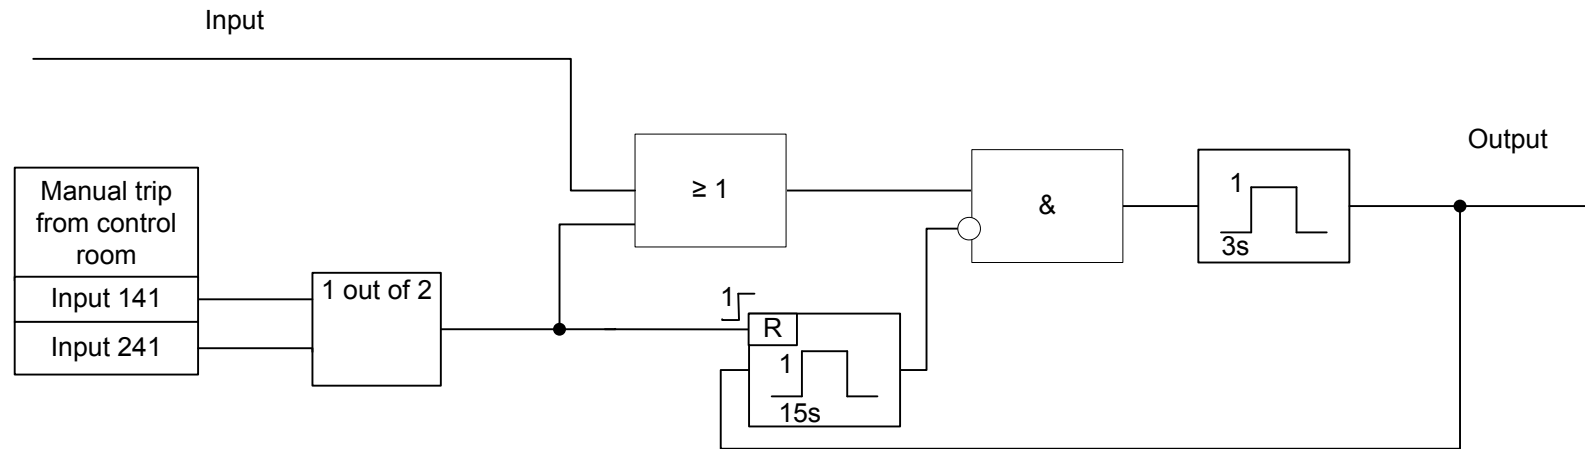 Input
Output
Manual trip
from control
room
Input 141
Input 241
1 out of 2
≥ 1
&
1
3s
1
R
1
15s